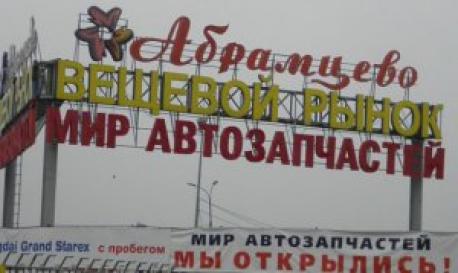 Абрамцево
ВЕЩЕВОЙ РЫНОК
МИР АВТОЗАПЧАСТЕЙ
Grand Starex с пробегом
МИР АВТОЗАПЧАСТЕЙ
МЫ ОТКРЫЛИСЬ!